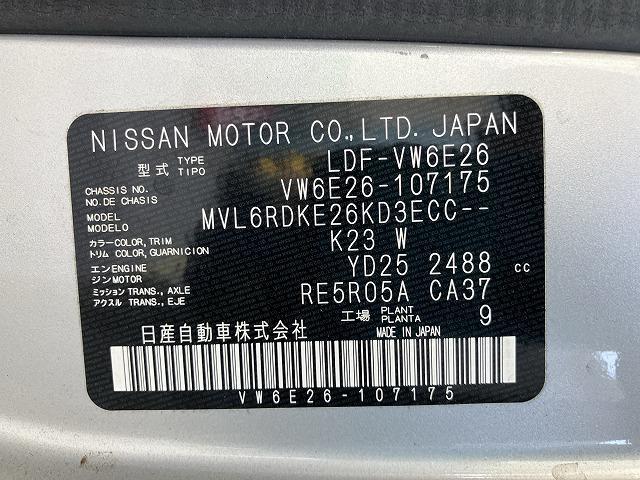 NISSAN MOTOR CO.,LTD. JAPAN
型式 TYPE TIPO LDF-VW6E26
CHASSIS NO. NO.DE CHASIS VW6E26-107175
MODEL MODELO MVL6RDKE26KD3ECC--
カラー COLOR, TRIM トリム COLOR, GUARNICION K23 W
エンジン ENGINE MOTOR YD25 2488 cc
ミッション TRANS., AXLE アクスル TRANS., EJE RE5R05A CA37
工場 PLANT PLANTA 9
日産自動車株式会社 MADE IN JAPAN
VW6E26-107175